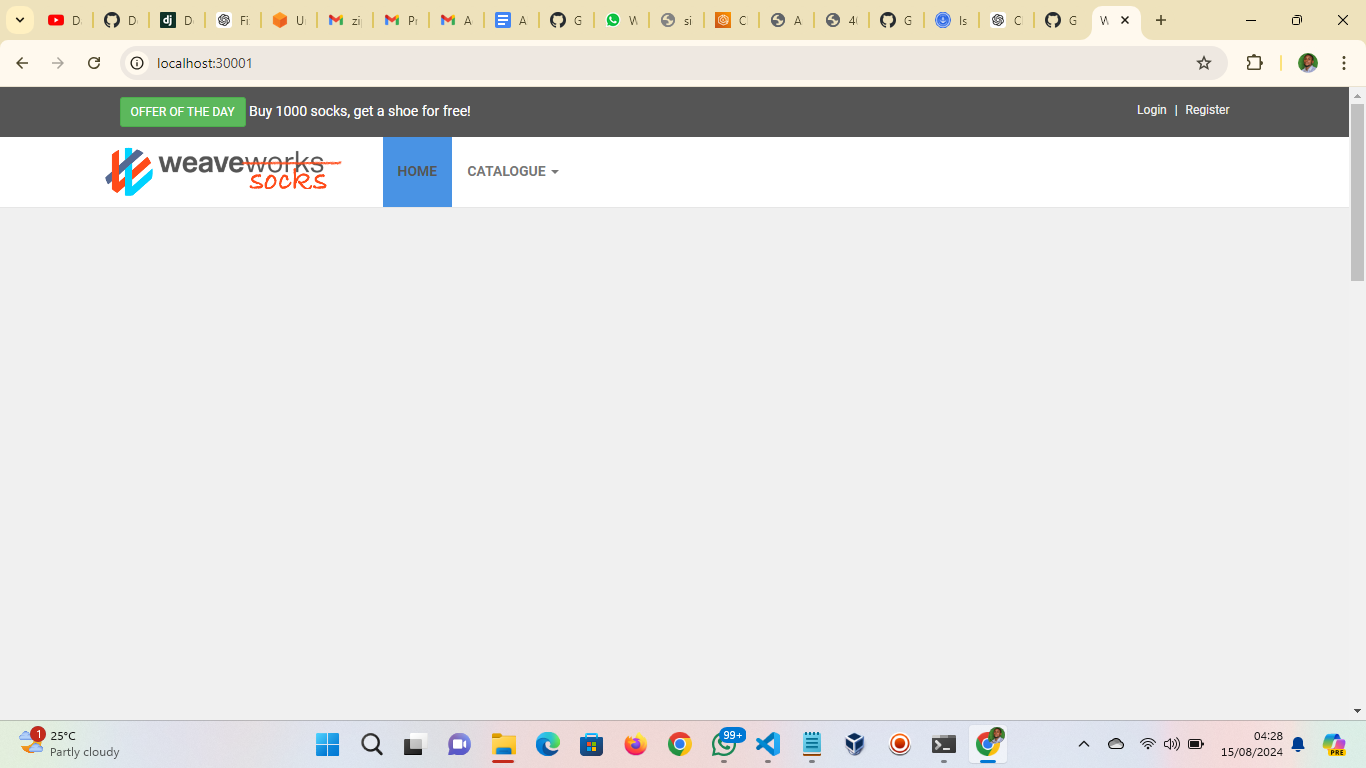 D
D
D
Fi
U
zi
P
A
A
G
W
si
C
A
4
G
Is
C
G
W
localhost:30001
OFFER OF THE DAY Buy 1000 socks, get a shoe for free!
Login | Register
weaveworks
socks
HOME
CATALOGUE
1
25°C
Partly cloudy
99+
PRE
04:28
15/08/2024